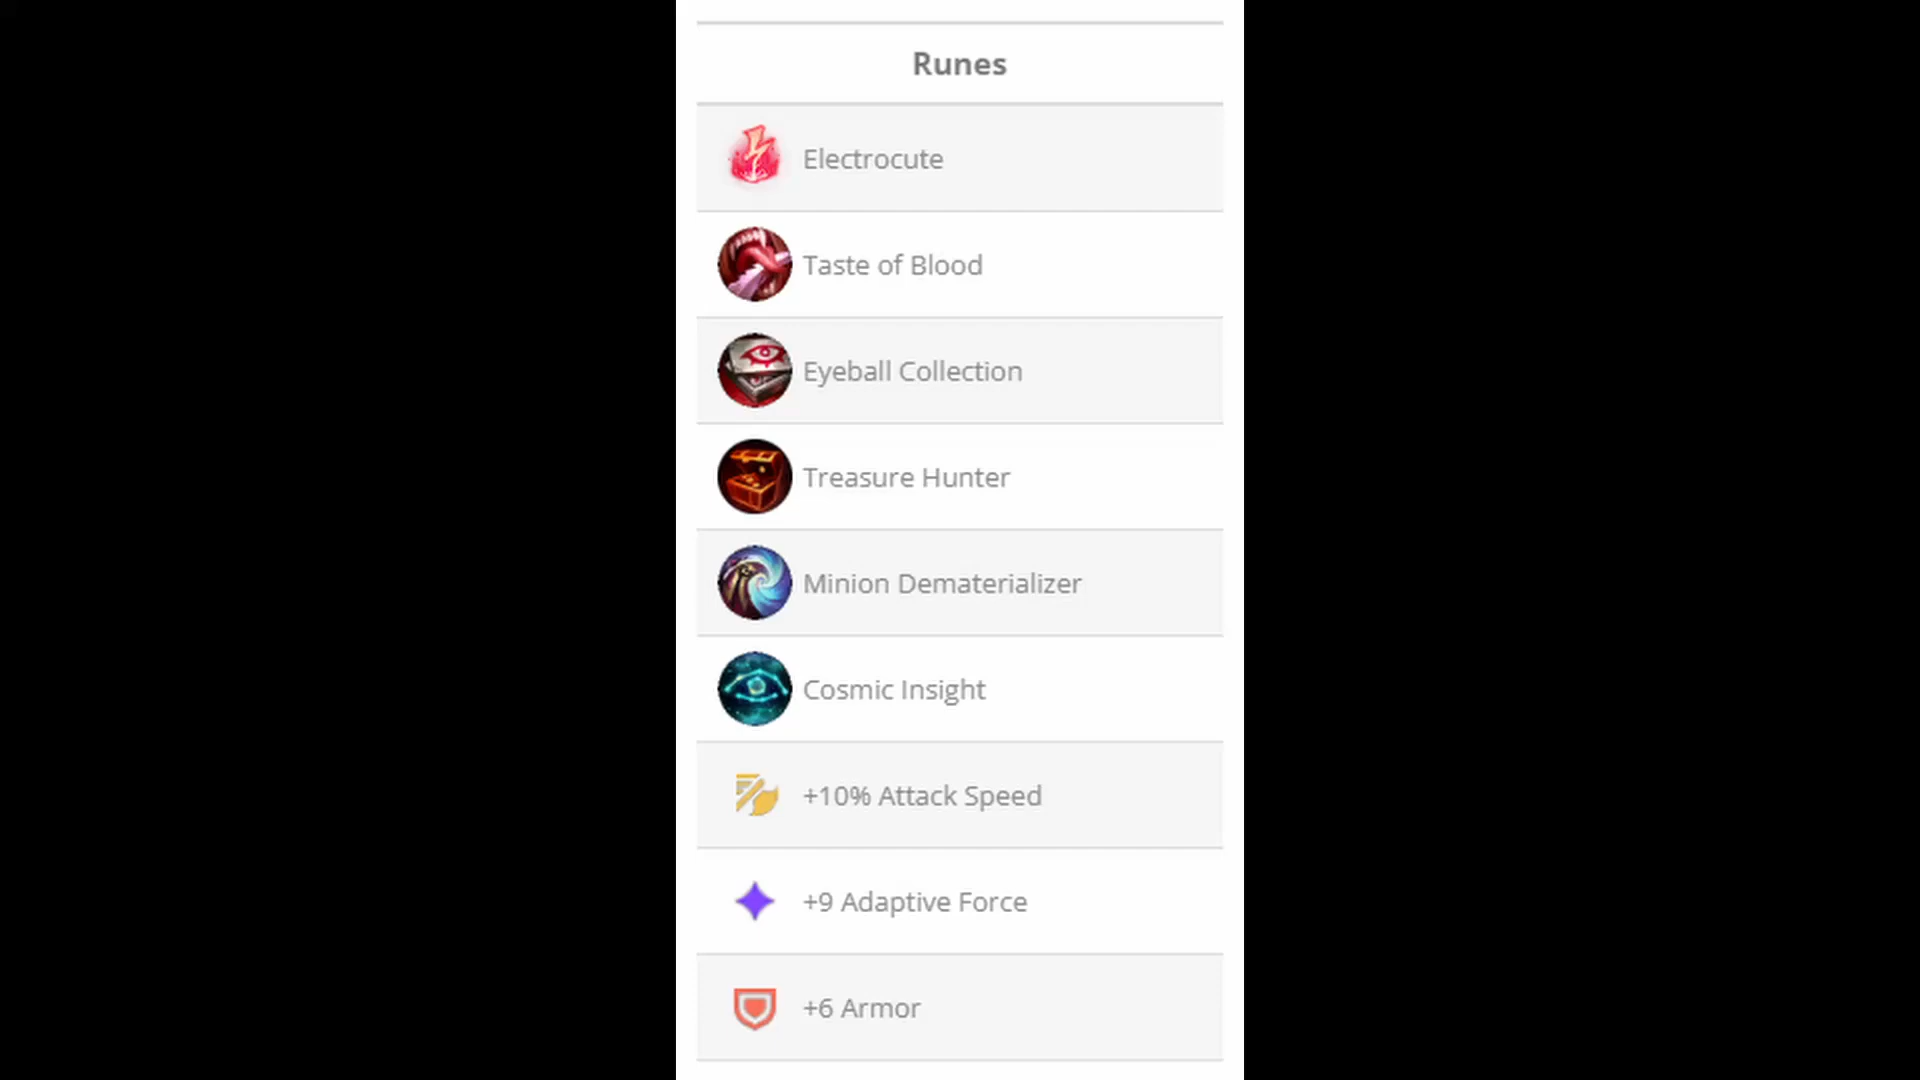 Runes
Electrocute
Taste of Blood
Eyeball Collection
Treasure Hunter
Minion Dematerializer
Cosmic Insight
+10% Attack Speed
+9 Adaptive Force
+6 Armor